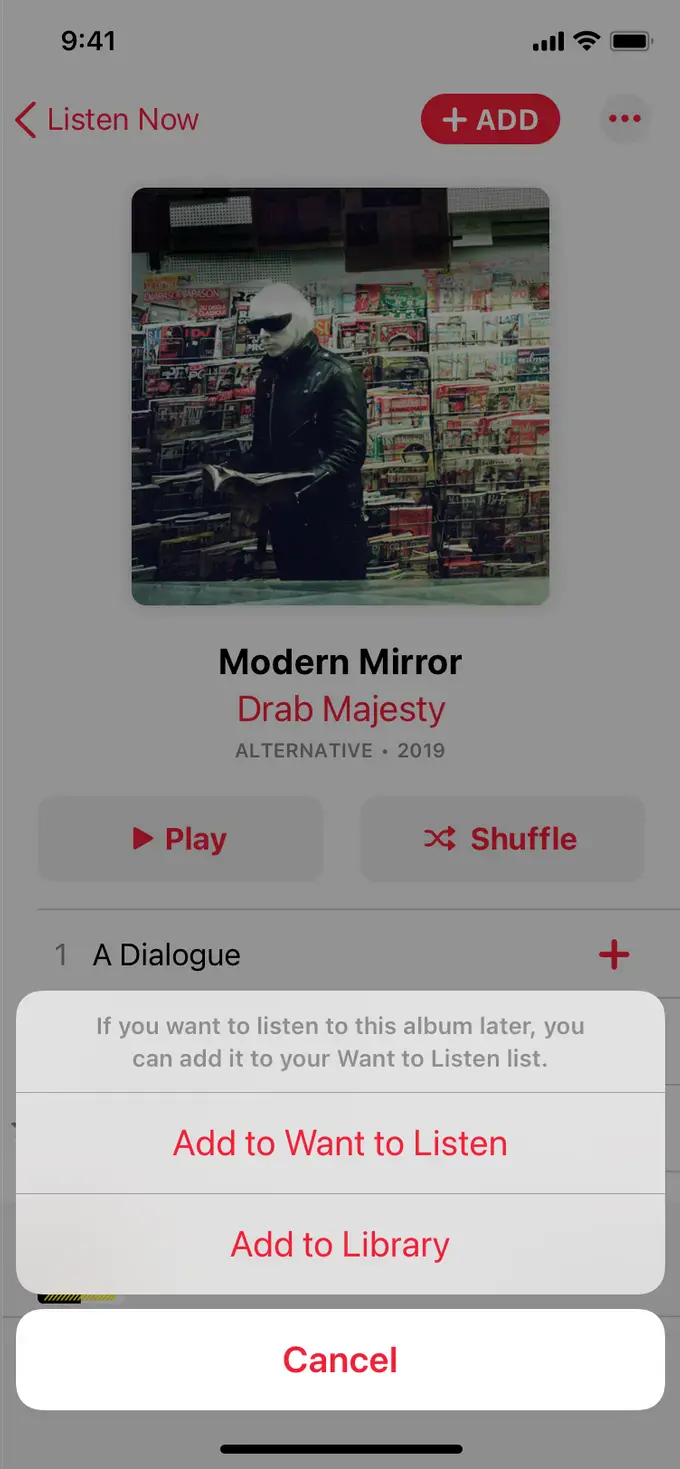 9:41
Listen Now
+ ADD
Modern Mirror
Drab Majesty
ALTERNATIVE • 2019
Play
Shuffle
1 A Dialogue
If you want to listen to this album later, you
can add it to your Want to Listen list.
Add to Want to Listen
Add to Library
Cancel